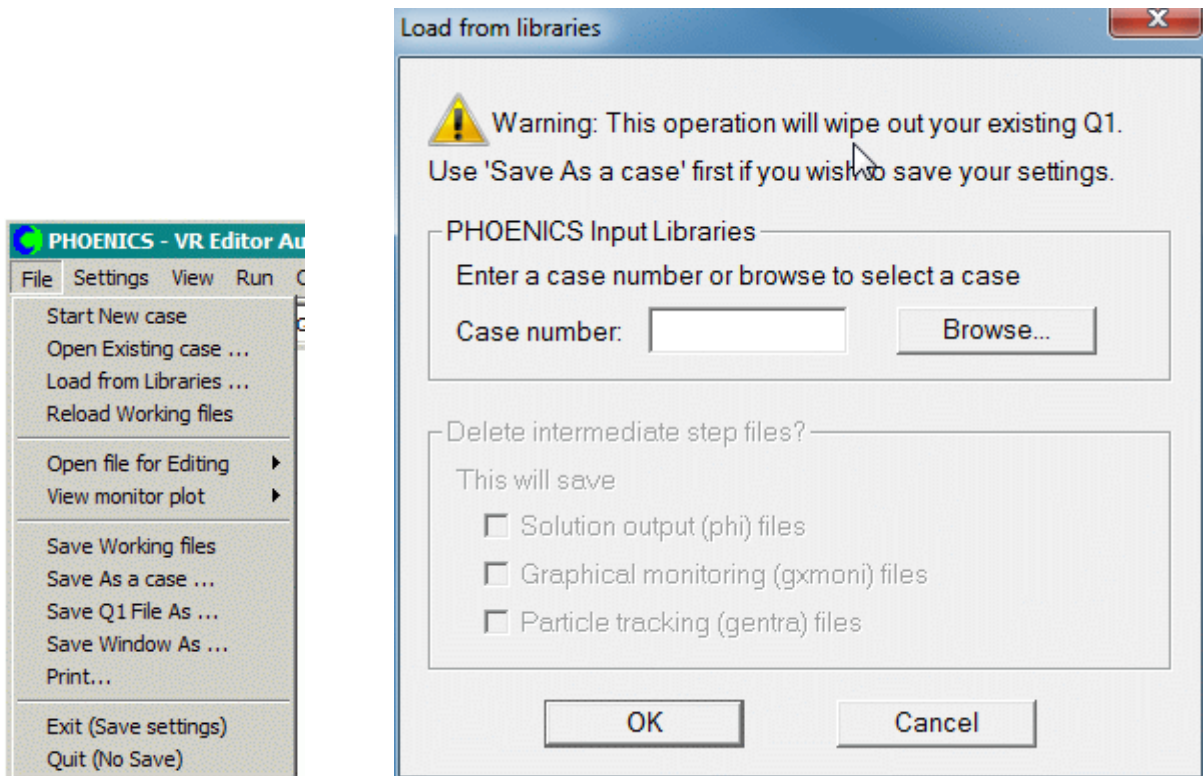 PHOENICS - VR Editor Au
File Settings View Run
Start New case
Open Existing case ...
Load from Libraries ...
Reload Working files
Open file for Editing
View monitor plot
Save Working files
Save As a case ...
Save Q1 File As ...
Save Window As ...
Print...
Exit (Save settings)
Quit (No Save)
Load from libraries
Warning: This operation will wipe out your existing Q1.
Use 'Save As a case' first if you wish to save your settings.
PHOENICS Input Libraries
Enter a case number or browse to select a case
Case number: Browse...
Delete intermediate step files?
This will save
Solution output (phi) files
Graphical monitoring (gxmoni) files
Particle tracking (gentra) files
OK Cancel